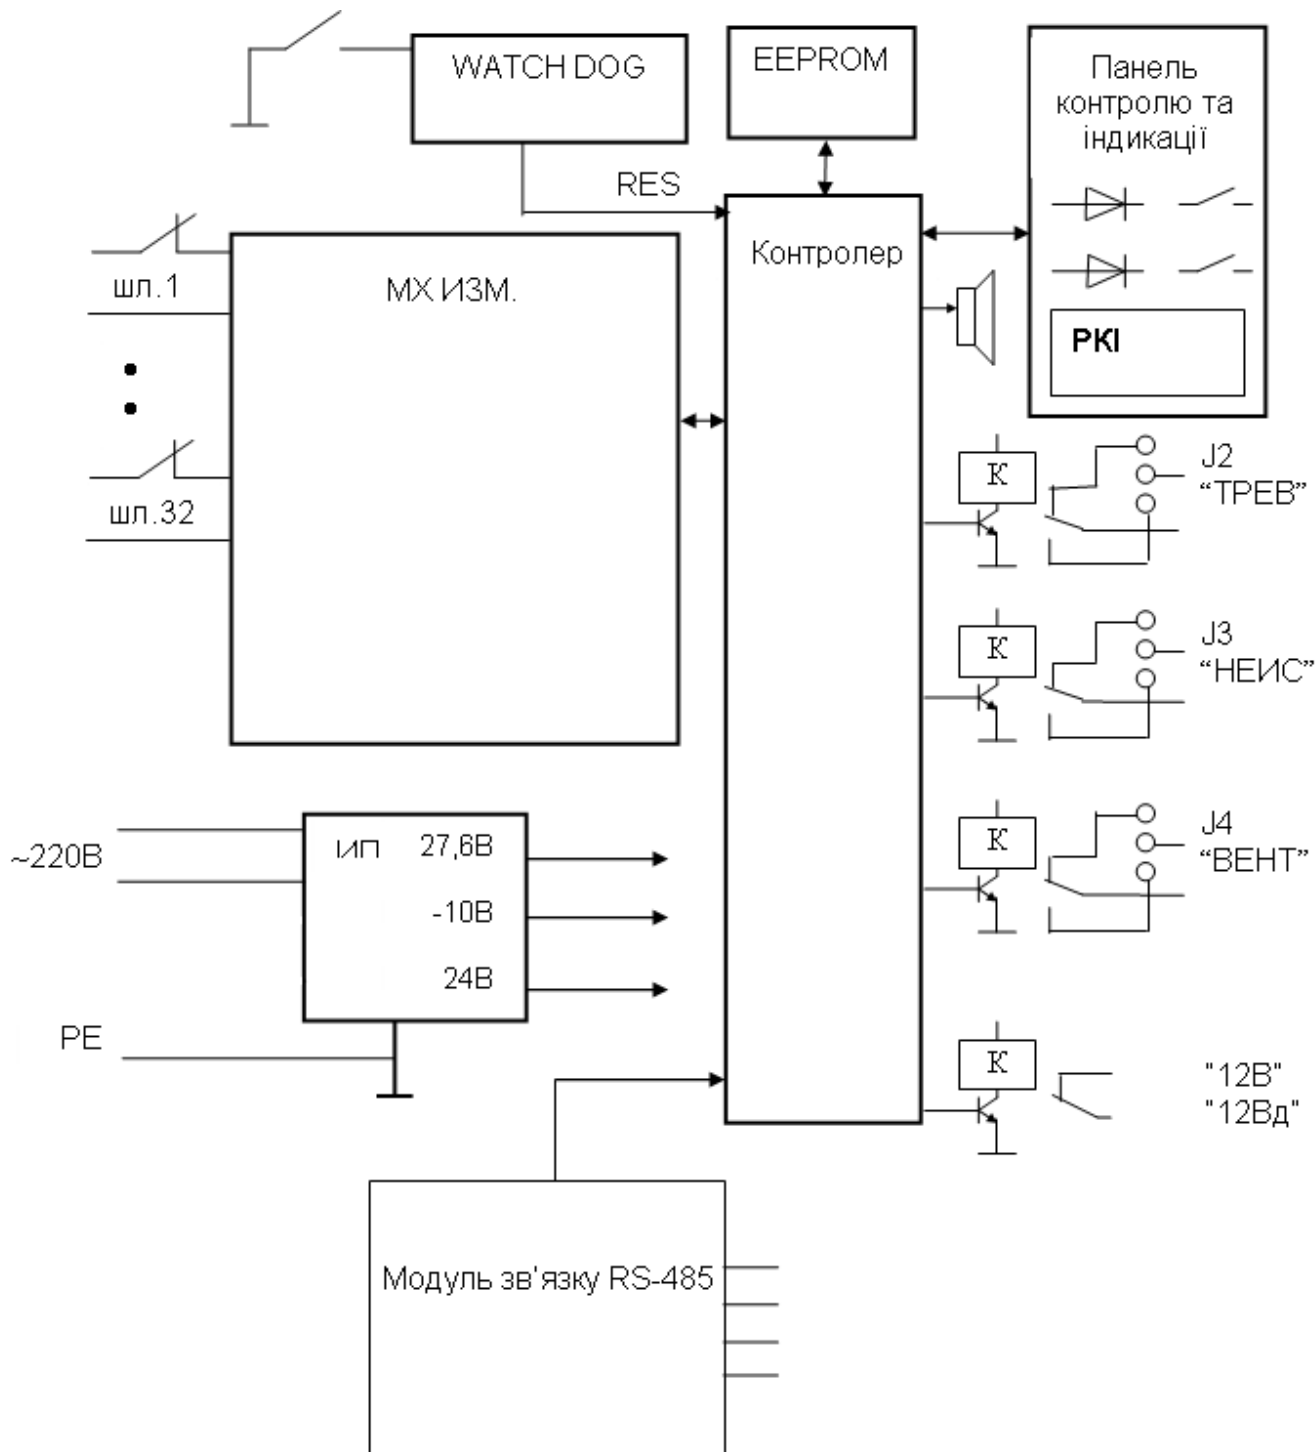 WATCH DOG
EEPROM
Панель
контролю та
індикації
RES
Контролер
МХ ИЗМ.
шл.1
РКІ
К
J2
“ТРЕВ”
шл.32
К
J3
“НЕИС”
ИП
27,6В
~220В
-10В
24В
К
J4
“ВЕНТ”
РЕ
К
"12В"
"12Вд"
Модуль зв'язку RS-485